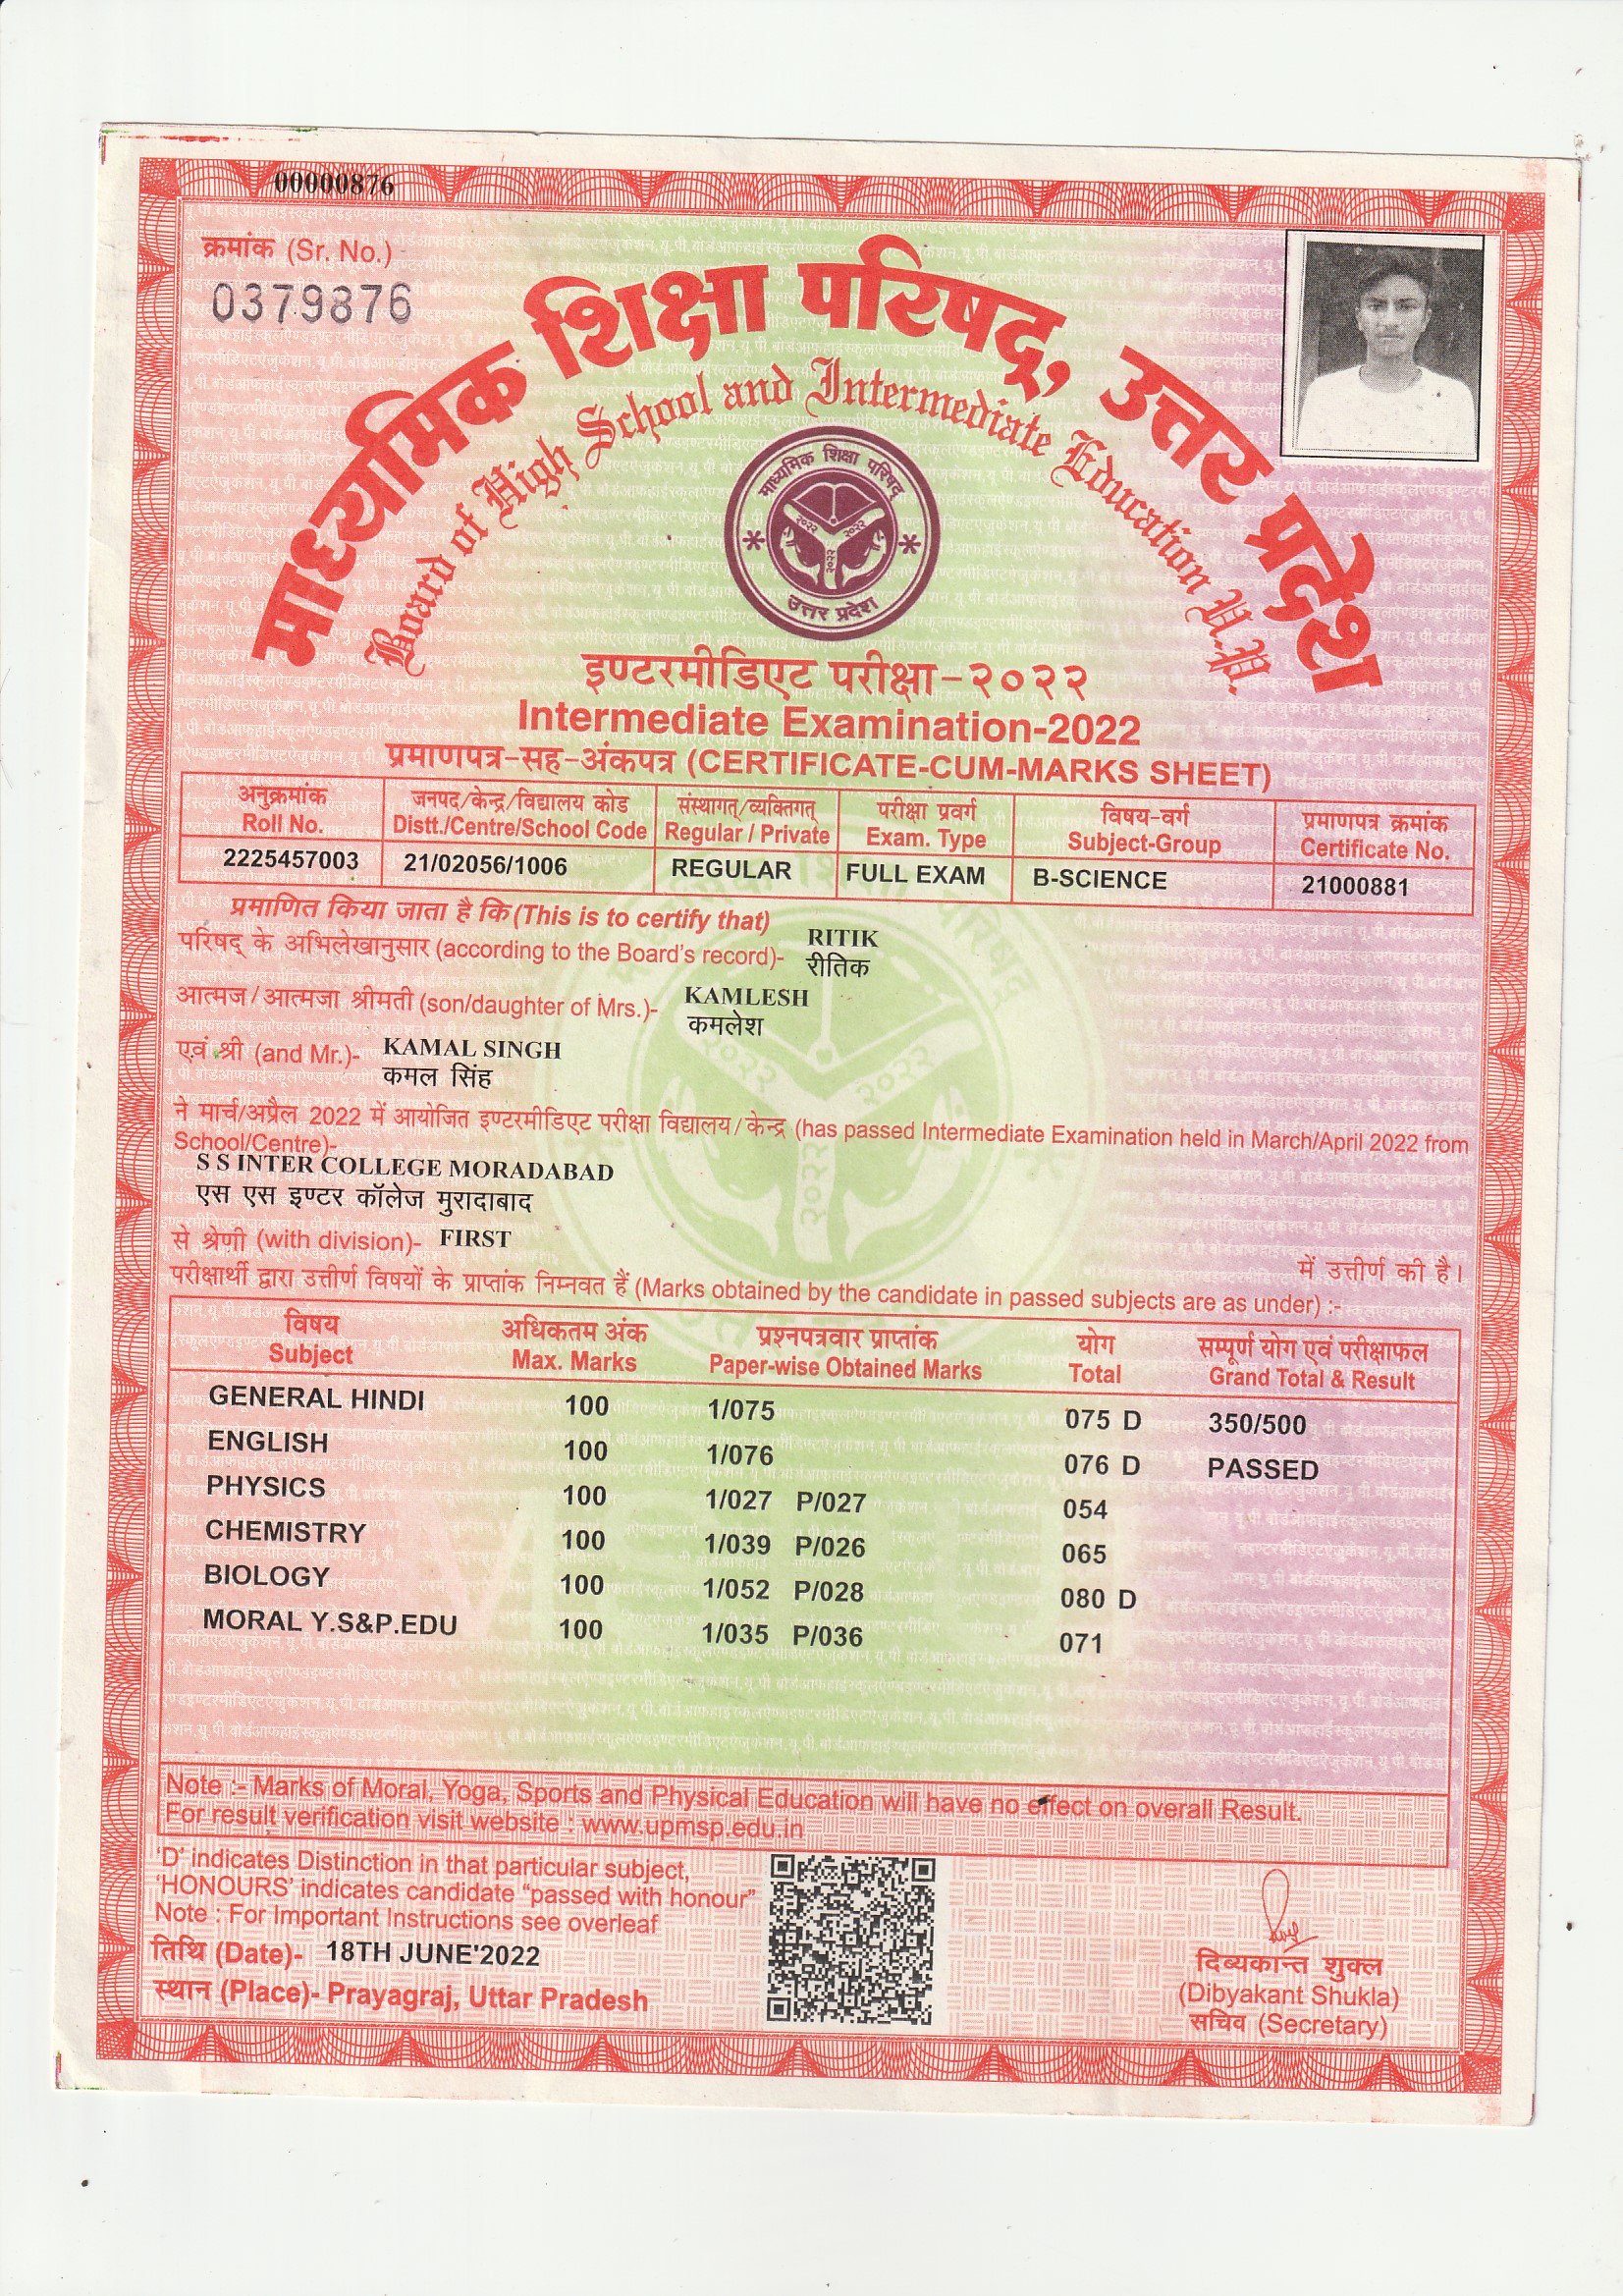 00000876
क्रमांक (Sr. No.)
0379876
माध्यमिक शिक्षा परिषद्, उत्तर प्रदेश
Board of High School and Intermediate Education U.P.
माध्यमिक शिक्षा परिषद्
२०२२ २०२२
२०२२
उत्तर प्रदेश
इण्टरमीडिएट परीक्षा-२०२२
Intermediate Examination-2022
प्रमाणपत्र-सह-अंकपत्र (CERTIFICATE-CUM-MARKS SHEET)
अनुक्रमांक जनपद/केन्द्र/विद्यालय कोड संस्थागत्/व्यक्तिगत् परीक्षा प्रवर्ग विषय-वर्ग प्रमाणपत्र क्रमांक
Roll No. Distt./Centre/School Code Regular / Private Exam. Type Subject-Group Certificate No.
2225457003 21/02056/1006 REGULAR FULL EXAM B-SCIENCE 21000881
प्रमाणित किया जाता है कि (This is to certify that)
परिषद् के अभिलेखानुसार (according to the Board's record)- RITIK
रीतिक
आत्मज/आत्मजा श्रीमती (son/daughter of Mrs.)- KAMLESH
कमलेश
एवं श्री (and Mr.)- KAMAL SINGH
कमल सिंह
ने मार्च/अप्रैल 2022 में आयोजित इण्टरमीडिएट परीक्षा विद्यालय/केन्द्र (has passed Intermediate Examination held in March/April 2022 from
School/Centre)-
S S INTER COLLEGE MORADABAD
एस एस इण्टर कॉलेज मुरादाबाद
से श्रेणी (with division)- FIRST
में उत्तीर्ण की है।
परीक्षार्थी द्वारा उत्तीर्ण विषयों के प्राप्तांक निम्नवत हैं (Marks obtained by the candidate in passed subjects are as under) :-
विषय अधिकतम अंक प्रश्नपत्रवार प्राप्तांक योग सम्पूर्ण योग एवं परीक्षाफल
Subject Max. Marks Paper-wise Obtained Marks Total Grand Total & Result
GENERAL HINDI 100 1/075 075 D 350/500
ENGLISH 100 1/076 076 D PASSED
PHYSICS 100 1/027 P/027 054
CHEMISTRY 100 1/039 P/026 065
BIOLOGY 100 1/052 P/028 080 D
MORAL Y.S&P.EDU 100 1/035 P/036 071
Note :- Marks of Moral, Yoga, Sports and Physical Education will have no effect on overall Result.
For result verification visit website : www.upmsp.edu.in
'D' indicates Distinction in that particular subject,
'HONOURS' indicates candidate "passed with honour"
Note : For Important Instructions see overleaf
तिथि (Date)- 18TH JUNE'2022
स्थान (Place)- Prayagraj, Uttar Pradesh
दिव्यकान्त शुक्ल
(Dibyakant Shukla)
सचिव (Secretary)